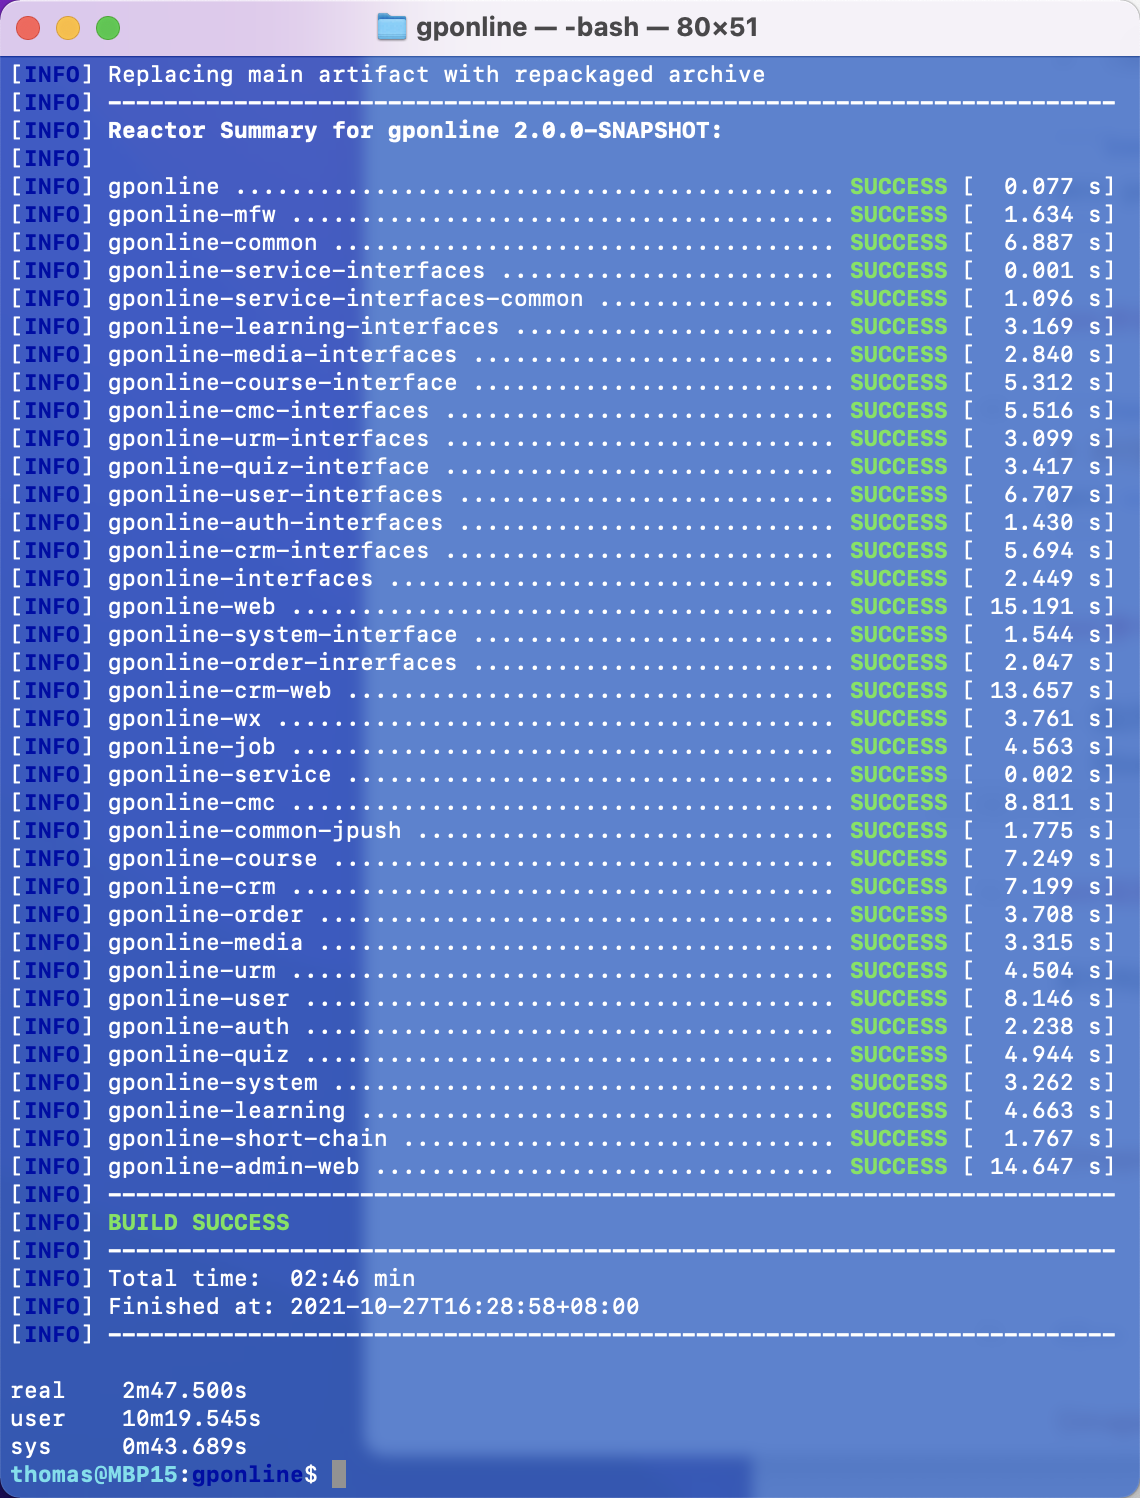 gponline — -bash — 80×51
[INFO] Replacing main artifact with repackaged archive
[INFO] ------------------------------------------------------------------------
[INFO] Reactor Summary for gponline 2.0.0-SNAPSHOT:
[INFO]
[INFO] gponline ........................................... SUCCESS [  0.077 s]
[INFO] gponline-mfw ....................................... SUCCESS [  1.634 s]
[INFO] gponline-common .................................... SUCCESS [  6.887 s]
[INFO] gponline-service-interfaces ........................ SUCCESS [  0.001 s]
[INFO] gponline-service-interfaces-common ................. SUCCESS [  1.096 s]
[INFO] gponline-learning-interfaces ....................... SUCCESS [  3.169 s]
[INFO] gponline-media-interfaces .......................... SUCCESS [  2.840 s]
[INFO] gponline-course-interface .......................... SUCCESS [  5.312 s]
[INFO] gponline-cmc-interfaces ............................ SUCCESS [  5.516 s]
[INFO] gponline-urm-interfaces ............................ SUCCESS [  3.099 s]
[INFO] gponline-quiz-interface ............................ SUCCESS [  3.417 s]
[INFO] gponline-user-interfaces ........................... SUCCESS [  6.707 s]
[INFO] gponline-auth-interfaces ........................... SUCCESS [  1.430 s]
[INFO] gponline-crm-interfaces ............................ SUCCESS [  5.694 s]
[INFO] gponline-interfaces ................................ SUCCESS [  2.449 s]
[INFO] gponline-web ....................................... SUCCESS [ 15.191 s]
[INFO] gponline-system-interface .......................... SUCCESS [  1.544 s]
[INFO] gponline-order-inrerfaces .......................... SUCCESS [  2.047 s]
[INFO] gponline-crm-web ................................... SUCCESS [ 13.657 s]
[INFO] gponline-wx ........................................ SUCCESS [  3.761 s]
[INFO] gponline-job ....................................... SUCCESS [  4.563 s]
[INFO] gponline-service ................................... SUCCESS [  0.002 s]
[INFO] gponline-cmc ....................................... SUCCESS [  8.811 s]
[INFO] gponline-common-jpush .............................. SUCCESS [  1.775 s]
[INFO] gponline-course .................................... SUCCESS [  7.249 s]
[INFO] gponline-crm ....................................... SUCCESS [  7.199 s]
[INFO] gponline-order ..................................... SUCCESS [  3.708 s]
[INFO] gponline-media ..................................... SUCCESS [  3.315 s]
[INFO] gponline-urm ....................................... SUCCESS [  4.504 s]
[INFO] gponline-user ...................................... SUCCESS [  8.146 s]
[INFO] gponline-auth ...................................... SUCCESS [  2.238 s]
[INFO] gponline-quiz ...................................... SUCCESS [  4.944 s]
[INFO] gponline-system .................................... SUCCESS [  3.262 s]
[INFO] gponline-learning .................................. SUCCESS [  4.663 s]
[INFO] gponline-short-chain ............................... SUCCESS [  1.767 s]
[INFO] gponline-admin-web ................................. SUCCESS [ 14.647 s]
[INFO] ------------------------------------------------------------------------
[INFO] BUILD SUCCESS
[INFO] ------------------------------------------------------------------------
[INFO] Total time:  02:46 min
[INFO] Finished at: 2021-10-27T16:28:58+08:00
[INFO] ------------------------------------------------------------------------
real    2m47.500s
user    10m19.545s
sys     0m43.689s
thomas@MBP15:gponline$